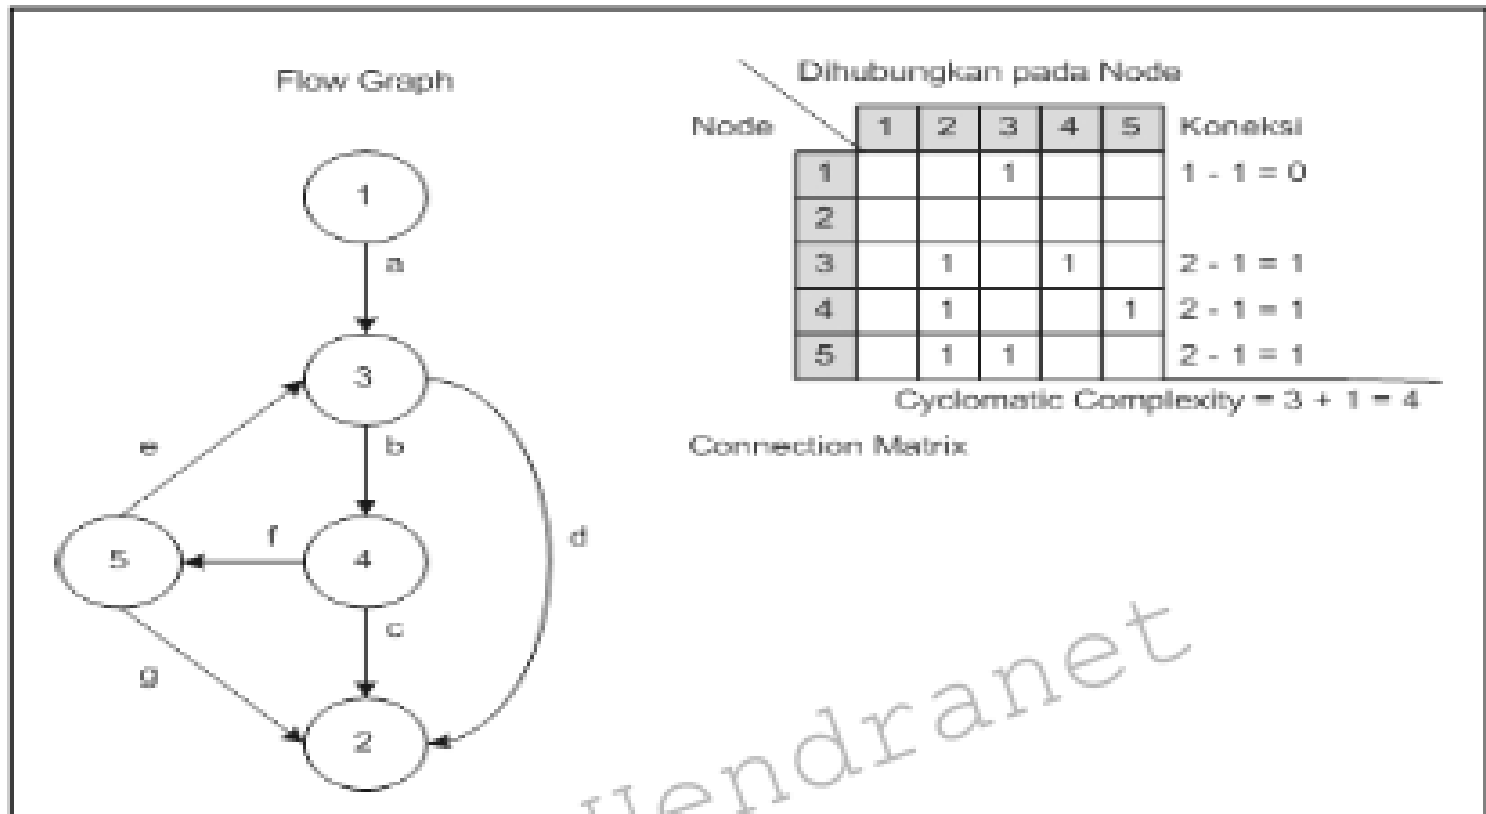 Flow Graph
1
a
3
e
b
d
5
f
4
c
g
2
Dihubungkan pada Node
Node 1 2 3 4 5 Koneksi
1 1 1 - 1 = 0
2
3 1 1 2 - 1 = 1
4 1 1 2 - 1 = 1
5 1 1 2 - 1 = 1
Cyclomatic Complexity = 3 + 1 = 4
Connection Matrix
Hendranet